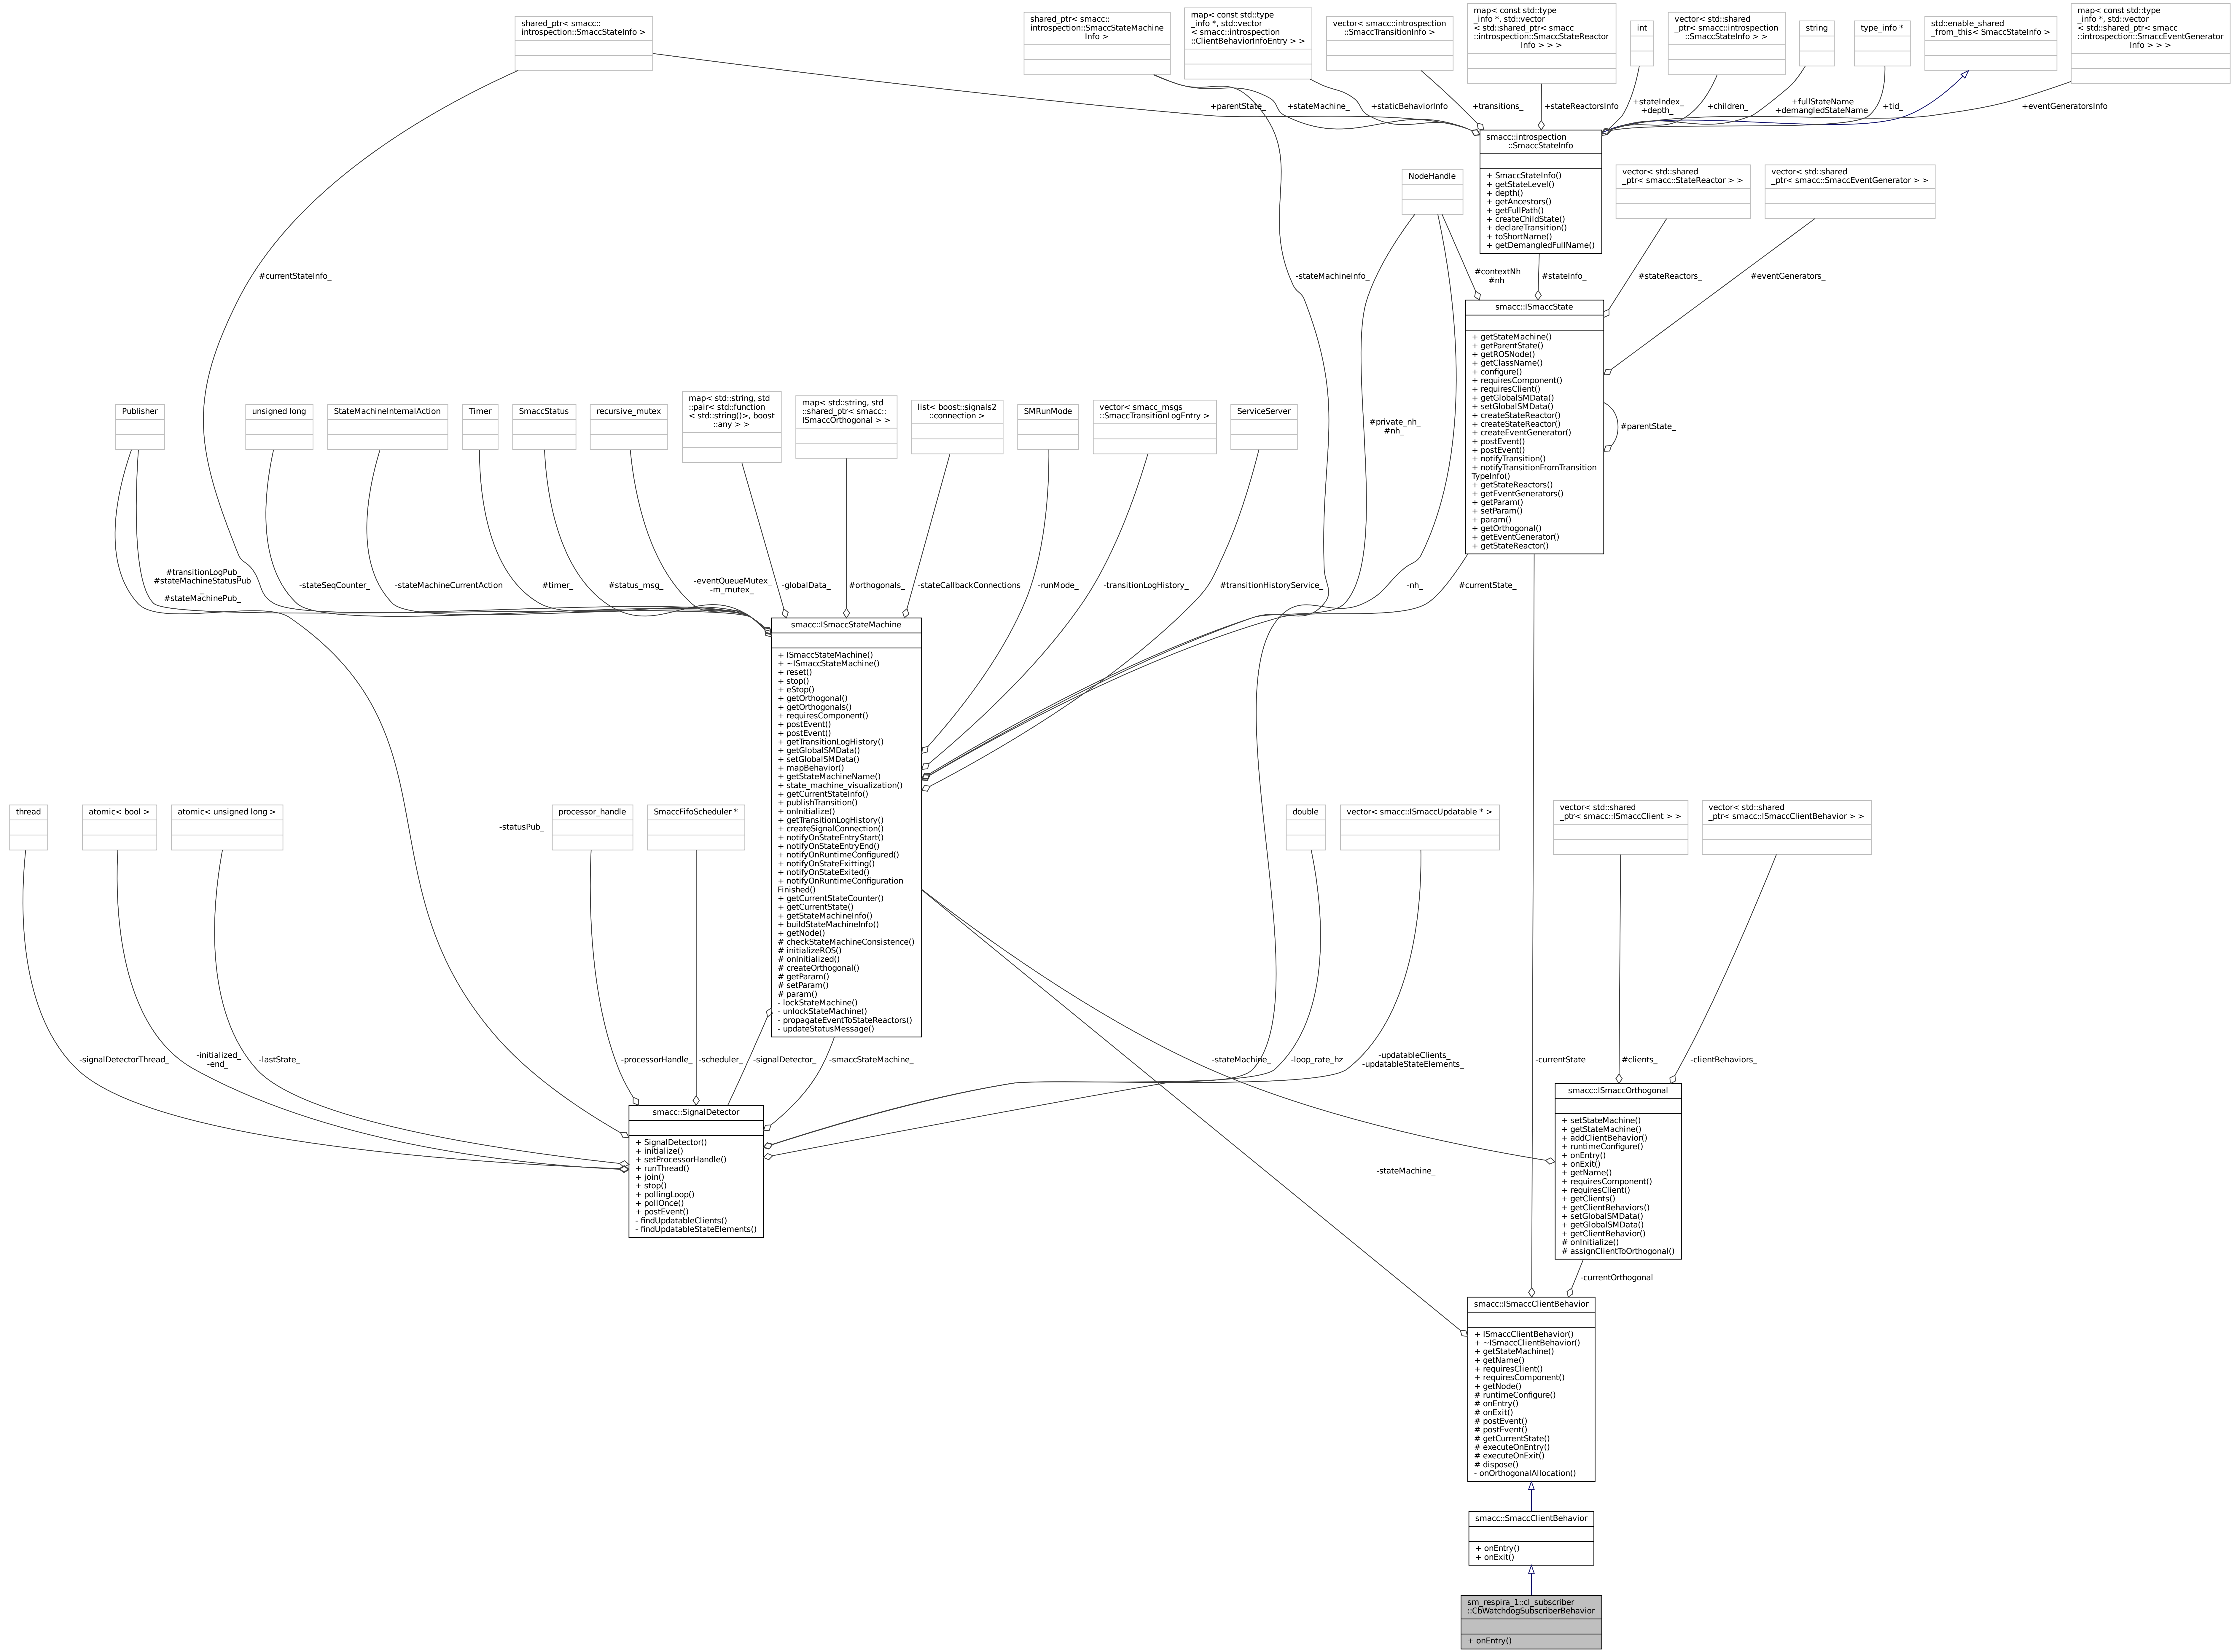 shared_ptr< smacc::
introspection::SmaccStateInfo >
shared_ptr< smacc::
introspection::SmaccStateMachine
Info >
map< const std::type
_info *, std::vector
< smacc::introspection
::ClientBehaviorInfoEntry > >
vector< smacc::introspection
::SmaccTransitionInfo >
map< const std::type
_info *, std::vector
< std::shared_ptr< smacc
::introspection::SmaccStateReactor
Info > > >
int
vector< std::shared
_ptr< smacc::introspection
::SmaccStateInfo > >
string
type_info *
std::enable_shared
_from_this< SmaccStateInfo >
map< const std::type
_info *, std::vector
< std::shared_ptr< smacc
::introspection::SmaccEventGenerator
Info > > >
+parentState_
+stateMachine_
+staticBehaviorInfo
+transitions_
+stateReactorsInfo
+stateIndex_
+depth_
+children_
+fullStateName
+demangledStateName
+tid_
+eventGeneratorsInfo
smacc::introspection
::SmaccStateInfo
+ SmaccStateInfo()
+ getStateLevel()
+ depth()
+ getAncestors()
+ getFullPath()
+ createChildState()
+ declareTransition()
+ toShortName()
+ getDemangledFullName()
NodeHandle
vector< std::shared
_ptr< smacc::StateReactor > >
vector< std::shared
_ptr< smacc::SmaccEventGenerator > >
#currentStateInfo_
-stateMachineInfo_
#contextNh
#nh
#stateInfo_
#stateReactors_
#eventGenerators_
smacc::ISmaccState
+ getStateMachine()
+ getParentState()
+ getROSNode()
+ getClassName()
+ configure()
+ requiresComponent()
+ requiresClient()
+ getGlobalSMData()
+ setGlobalSMData()
+ createStateReactor()
+ createStateReactor()
+ createEventGenerator()
+ postEvent()
+ postEvent()
+ notifyTransition()
+ notifyTransitionFromTransition
TypeInfo()
+ getStateReactors()
+ getEventGenerators()
+ getParam()
+ setParam()
+ param()
+ getOrthogonal()
+ getEventGenerator()
+ getStateReactor()
#parentState_
#private_nh_
#nh_
Publisher
unsigned long
StateMachineInternalAction
Timer
SmaccStatus
recursive_mutex
map< std::string, std
::pair< std::function
< std::string()>, boost
::any > >
map< std::string, std
::shared_ptr< smacc::
ISmaccOrthogonal > >
list< boost::signals2
::connection >
SMRunMode
vector< smacc_msgs
::SmaccTransitionLogEntry >
ServiceServer
#transitionLogPub_
#stateMachineStatusPub
_
#stateMachinePub_
-stateSeqCounter_
-stateMachineCurrentAction
#timer_
#status_msg_
-eventQueueMutex_
-m_mutex_
-globalData_
#orthogonals_
-stateCallbackConnections
-runMode_
-transitionLogHistory_
#transitionHistoryService_
-nh_
#currentState_
smacc::ISmaccStateMachine
+ ISmaccStateMachine()
+ ~ISmaccStateMachine()
+ reset()
+ stop()
+ eStop()
+ getOrthogonal()
+ getOrthogonals()
+ requiresComponent()
+ postEvent()
+ postEvent()
+ getTransitionLogHistory()
+ getGlobalSMData()
+ setGlobalSMData()
+ mapBehavior()
+ getStateMachineName()
+ state_machine_visualization()
+ getCurrentStateInfo()
+ publishTransition()
+ onInitialize()
+ getTransitionLogHistory()
+ createSignalConnection()
+ notifyOnStateEntryStart()
+ notifyOnStateEntryEnd()
+ notifyOnRuntimeConfigured()
+ notifyOnStateExitting()
+ notifyOnStateExited()
+ notifyOnRuntimeConfiguration
Finished()
+ getCurrentStateCounter()
+ getCurrentState()
+ getStateMachineInfo()
+ buildStateMachineInfo()
+ getNode()
# checkStateMachineConsistence()
# initializeROS()
# onInitialized()
# createOrthogonal()
# getParam()
# setParam()
# param()
- lockStateMachine()
- unlockStateMachine()
- propagateEventToStateReactors()
- updateStatusMessage()
thread
atomic< bool >
atomic< unsigned long >
-statusPub_
processor_handle
SmaccFifoScheduler *
double
vector< smacc::ISmaccUpdatable * >
vector< std::shared
_ptr< smacc::ISmaccClient > >
vector< std::shared
_ptr< smacc::ISmaccClientBehavior > >
-signalDetectorThread_
-initialized_
-end_
-lastState_
-processorHandle_
-scheduler_
-signalDetector_
-smaccStateMachine_
-stateMachine_
-loop_rate_hz
-updatableClients_
-updatableStateElements_
-currentState
#clients_
-clientBehaviors_
smacc::SignalDetector
+ SignalDetector()
+ initialize()
+ setProcessorHandle()
+ runThread()
+ join()
+ stop()
+ pollingLoop()
+ pollOnce()
+ postEvent()
- findUpdatableClients()
- findUpdatableStateElements()
smacc::ISmaccOrthogonal
+ setStateMachine()
+ getStateMachine()
+ addClientBehavior()
+ runtimeConfigure()
+ onEntry()
+ onExit()
+ getName()
+ requiresComponent()
+ requiresClient()
+ getClients()
+ getClientBehaviors()
+ setGlobalSMData()
+ getGlobalSMData()
+ getClientBehavior()
# onInitialize()
# assignClientToOrthogonal()
-stateMachine_
-currentOrthogonal
smacc::ISmaccClientBehavior
+ ISmaccClientBehavior()
+ ~ISmaccClientBehavior()
+ getStateMachine()
+ getName()
+ requiresClient()
+ requiresComponent()
+ getNode()
# runtimeConfigure()
# onEntry()
# onExit()
# postEvent()
# postEvent()
# getCurrentState()
# executeOnEntry()
# executeOnExit()
# dispose()
- onOrthogonalAllocation()
smacc::SmaccClientBehavior
+ onEntry()
+ onExit()
sm_respira_1::cl_subscriber
::CbWatchdogSubscriberBehavior
+ onEntry()